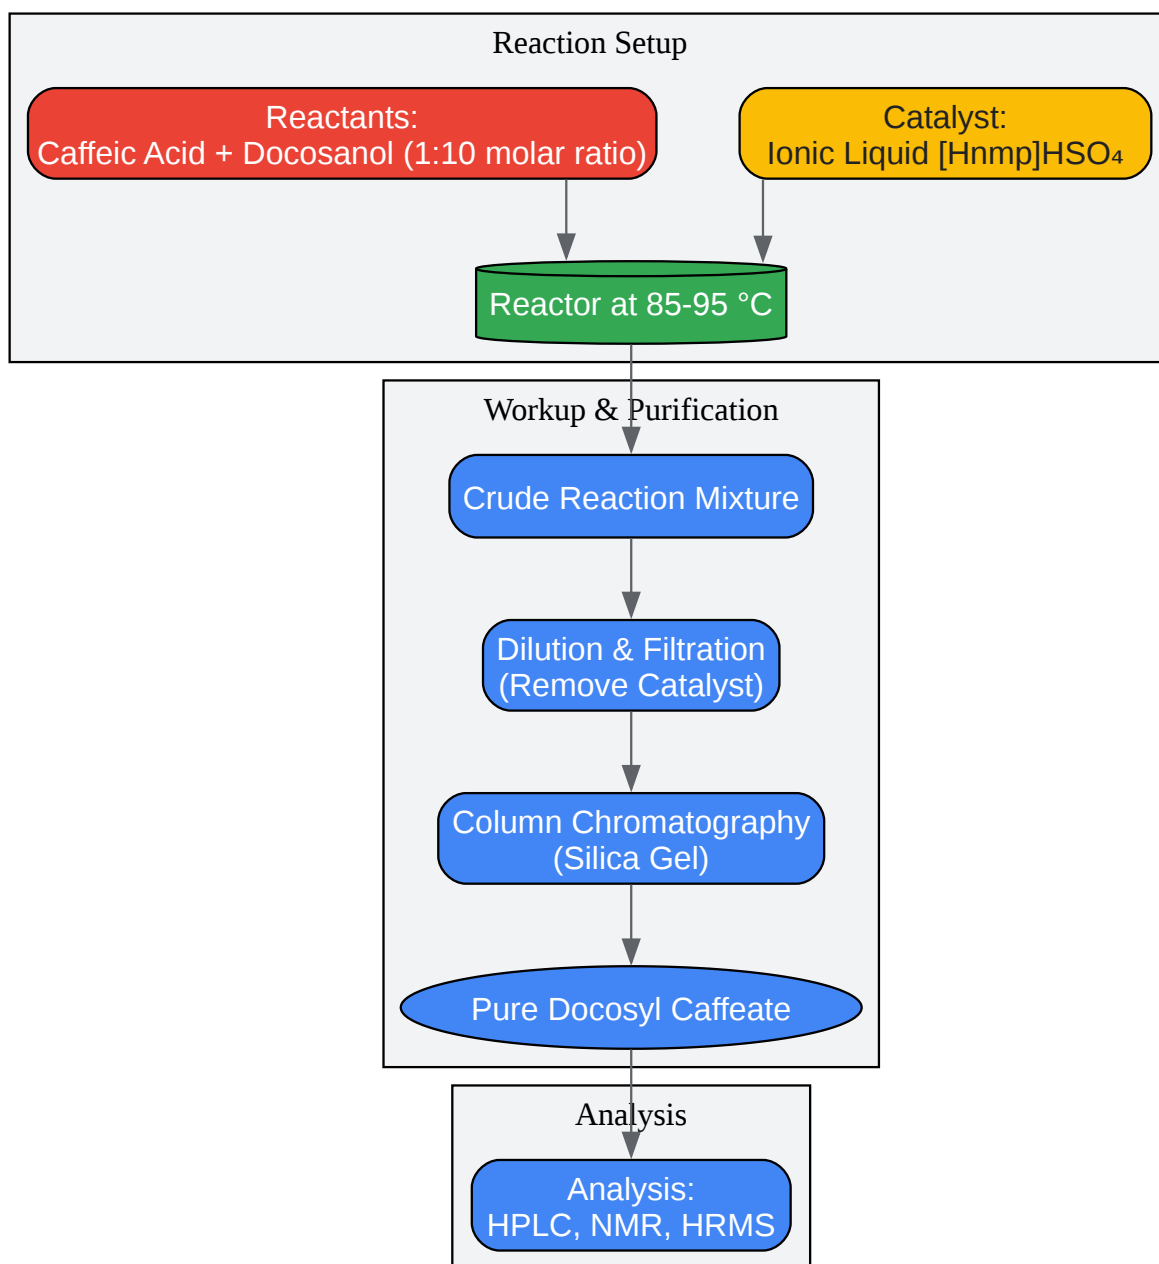 Reaction Setup
Reactants:
Caffeic Acid + Docosanol (1:10 molar ratio)
Catalyst:
Ionic Liquid [Hnmp]HSO₄
Reactor at 85-95 °C
Workup & Purification
Crude Reaction Mixture
Dilution & Filtration
(Remove Catalyst)
Column Chromatography
(Silica Gel)
Pure Docosyl Caffeate
Analysis
Analysis:
HPLC, NMR, HRMS